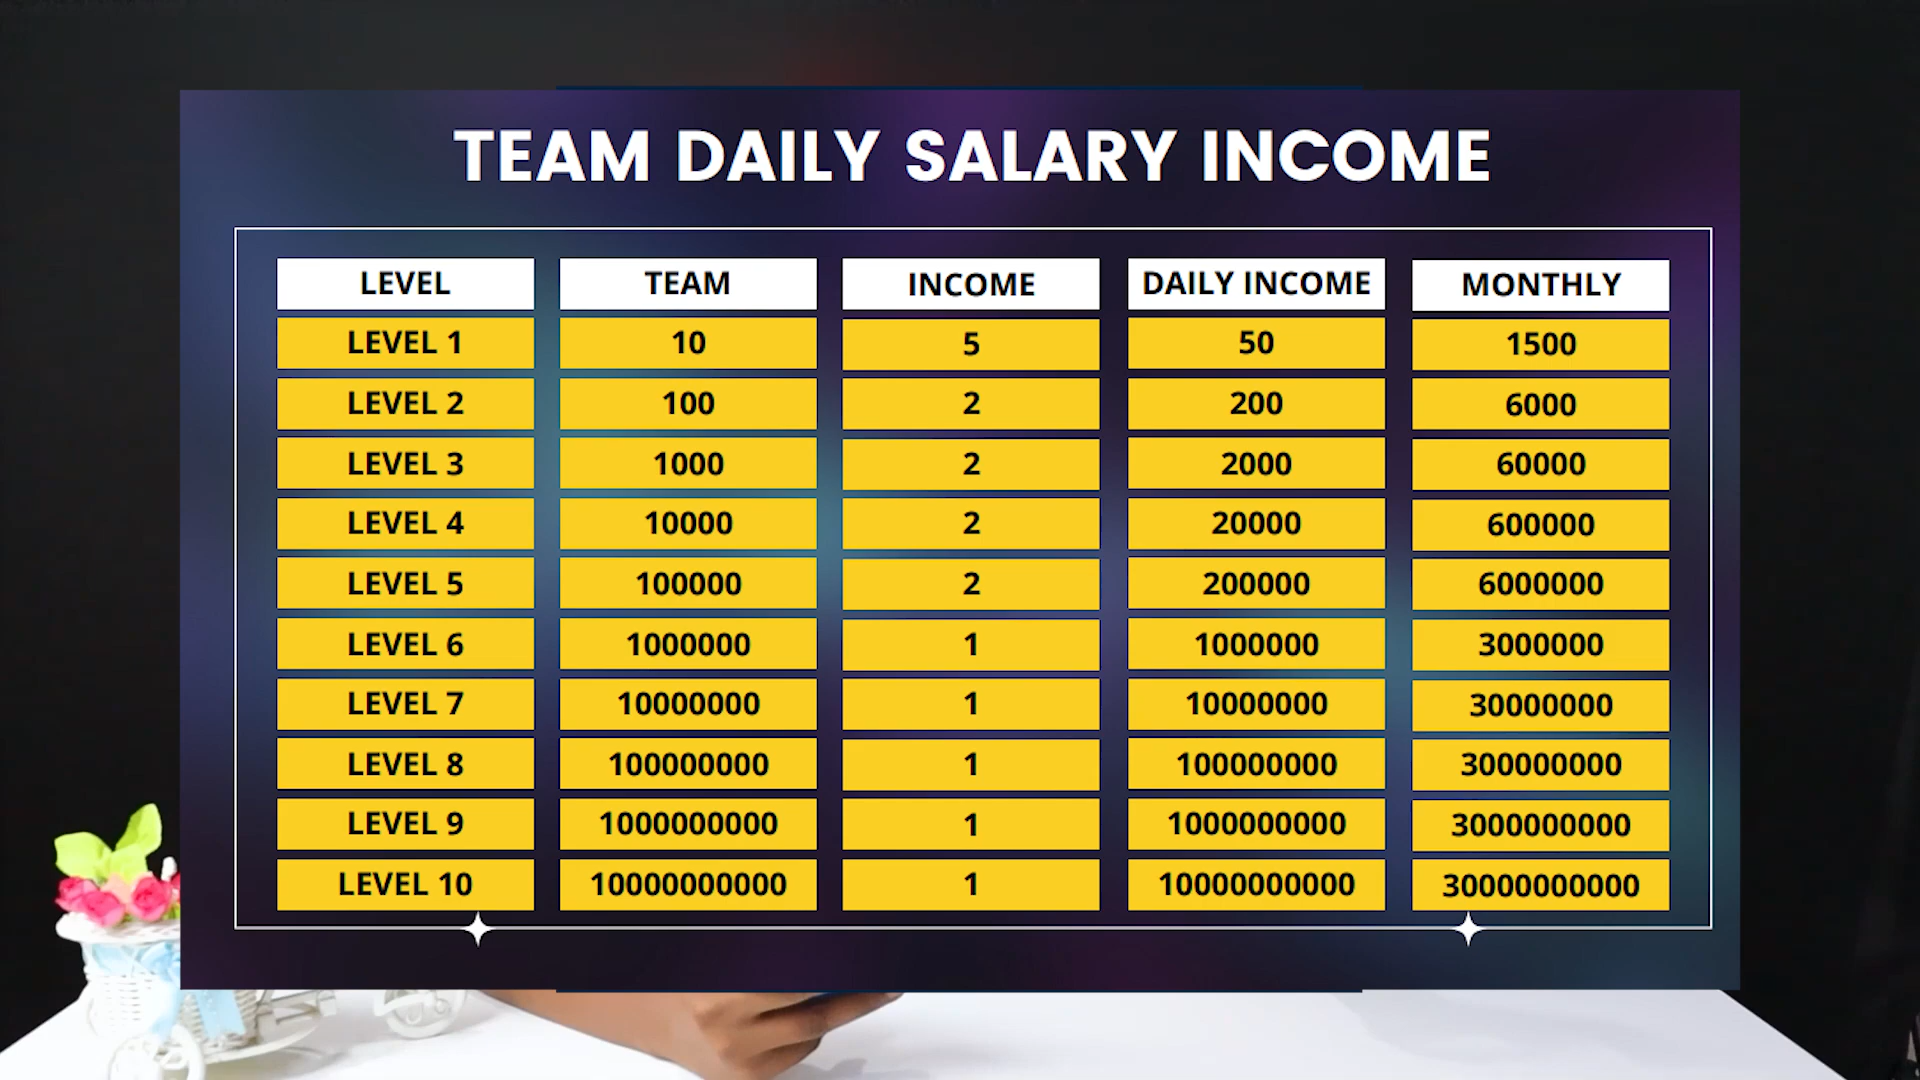 TEAM DAILY SALARY INCOME
LEVEL TEAM INCOME DAILY INCOME MONTHLY
LEVEL 1 10 5 50 1500
LEVEL 2 100 2 200 6000
LEVEL 3 1000 2 2000 60000
LEVEL 4 10000 2 20000 600000
LEVEL 5 100000 2 200000 6000000
LEVEL 6 1000000 1 1000000 3000000
LEVEL 7 10000000 1 10000000 30000000
LEVEL 8 100000000 1 100000000 300000000
LEVEL 9 1000000000 1 1000000000 3000000000
LEVEL 10 10000000000 1 10000000000 30000000000